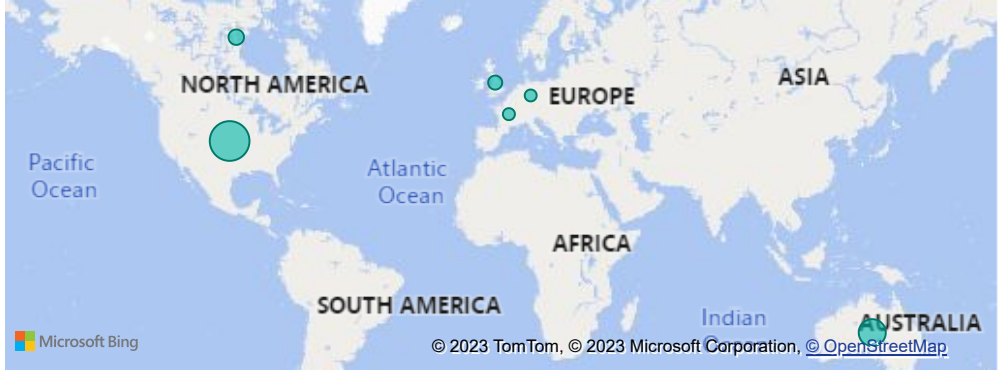 NORTH AMERICA
ASIA
EUROPE
Pacific
Ocean
Atlantic
Ocean
AFRICA
SOUTH AMERICA
Indian
Ocean
AUSTRALIA
Microsoft Bing
© 2023 TomTom, © 2023 Microsoft Corporation, © OpenStreetMap